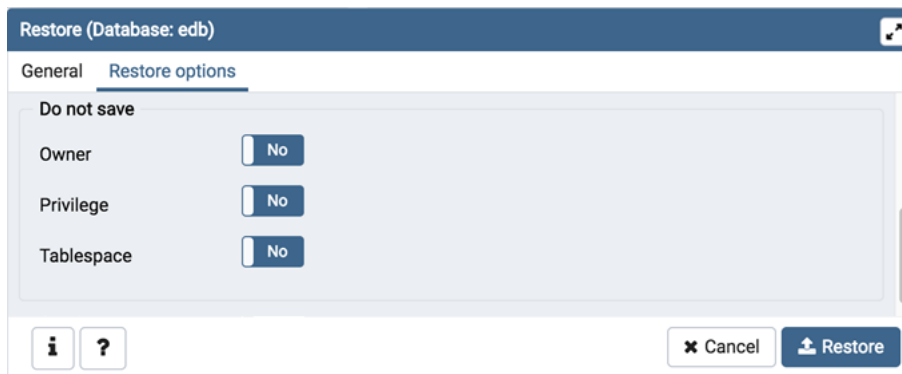 Restore (Database: edb)
General Restore options
Do not save
Owner No
Privilege No
Tablespace No
i ? Cancel Restore